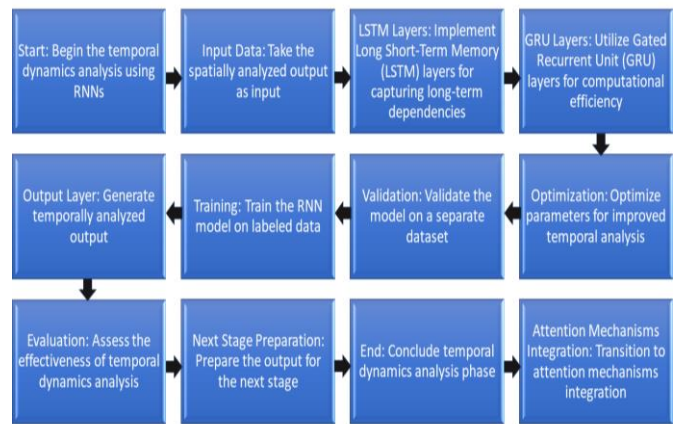 Start: Begin the temporal
dynamics analysis using
RNNs
Input Data: Take the
spatially analyzed output
as input
LSTM Layers: Implement
Long Short-Term Memory
(LSTM) layers for
capturing long-term
dependencies
GRU Layers: Utilize Gated
Recurrent Unit (GRU)
layers for computational
efficiency
Optimization: Optimize
parameters for improved
temporal analysis
Validation: Validate the
model on a separate
dataset
Training: Train the RNN
model on labeled data
Output Layer: Generate
temporally analyzed
output
Evaluation: Assess the
effectiveness of temporal
dynamics analysis
Next Stage Preparation:
Prepare the output for
the next stage
End: Conclude temporal
dynamics analysis phase
Attention Mechanisms
Integration: Transition to
attention mechanisms
integration